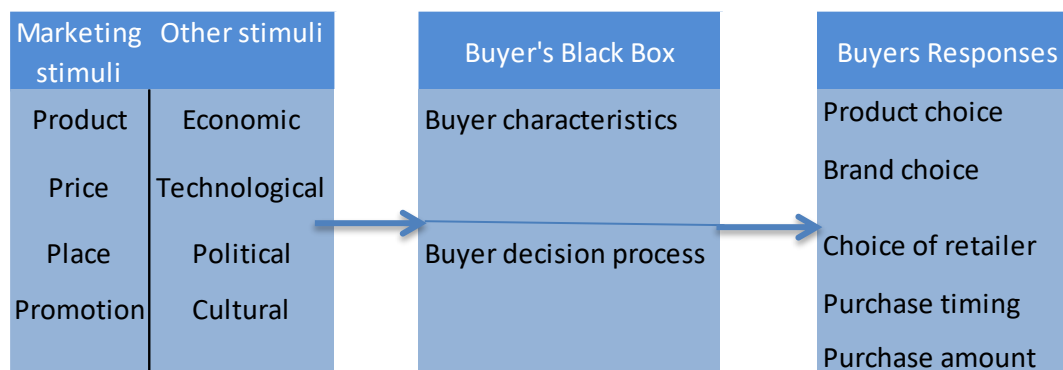 Marketing stimuli
Other stimuli
Product
Economic
Price
Technological
Place
Political
Promotion
Cultural
Buyer's Black Box
Buyer characteristics
Buyer decision process
Buyers Responses
Product choice
Brand choice
Choice of retailer
Purchase timing
Purchase amount